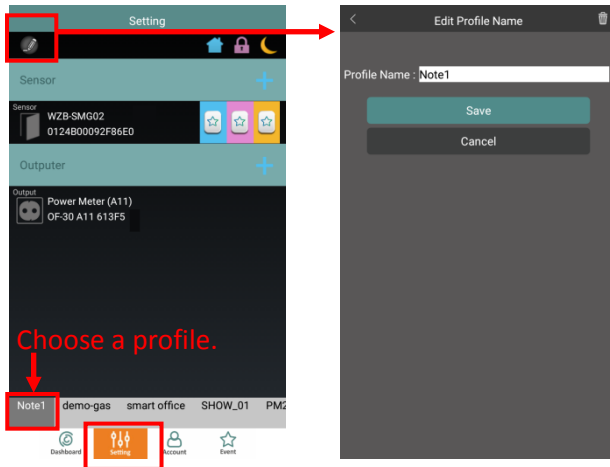 Setting
Sensor
Sensor
WZB-SMG02
0124B00092F86E0
Outputer
Output
Power Meter (A11)
OF-30 A11 613F5
Choose a profile.
Note1 demo-gas smart office SHOW_01 PM2
Dashboard Setting Account Event
Edit Profile Name
Profile Name : Note1
Save
Cancel